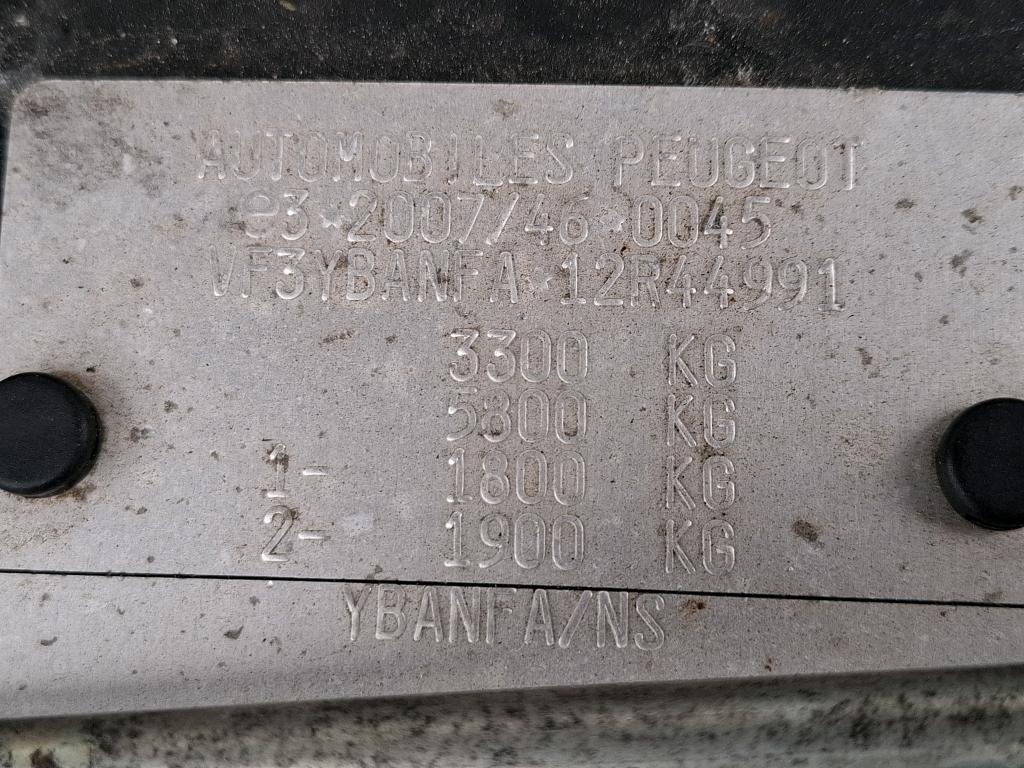 AUTOMOBILES PEUGEOT
e3*2007/46*0045
VF3YBANFA 12R44991
3300 KG
5800 KG
1- 1800 KG
2- 1900 KG
YBANFA/NS